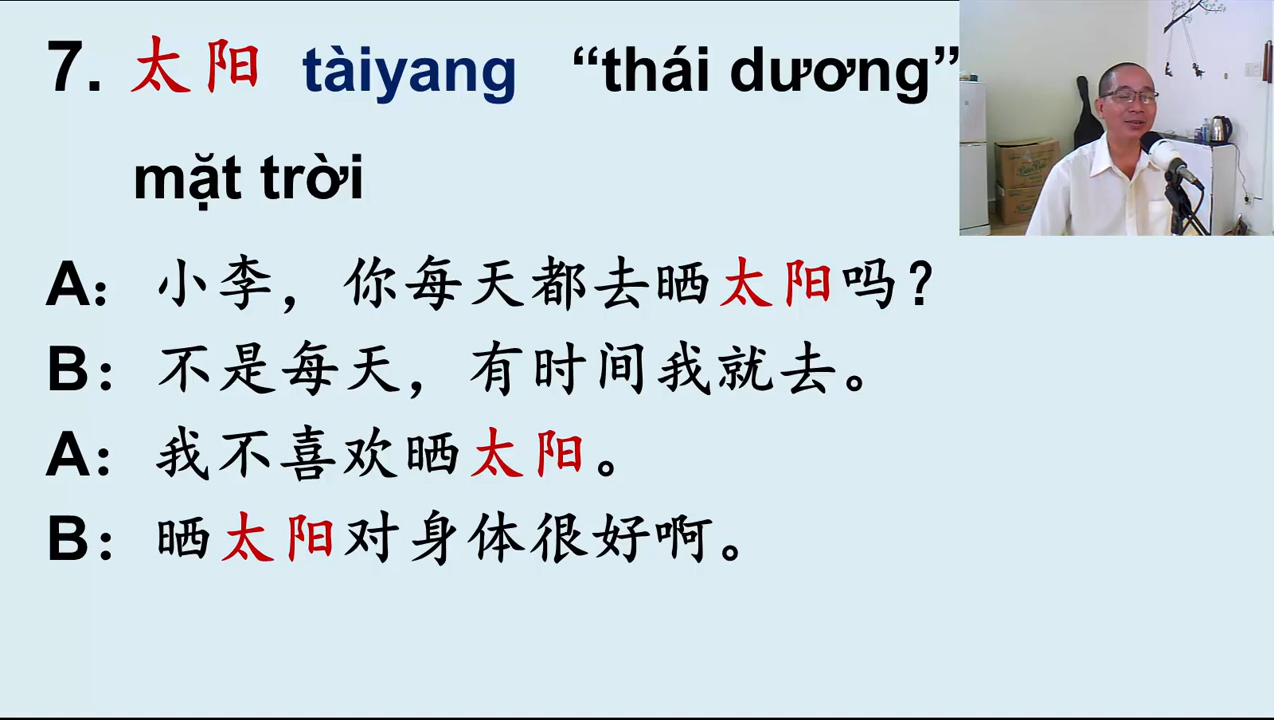 7. 太阳 tàiyang “thái dương”
mặt trời
A：小李，你每天都去晒太阳吗？
B：不是每天，有时间我就去。
A：我不喜欢晒太阳。
B：晒太阳对身体很好啊。